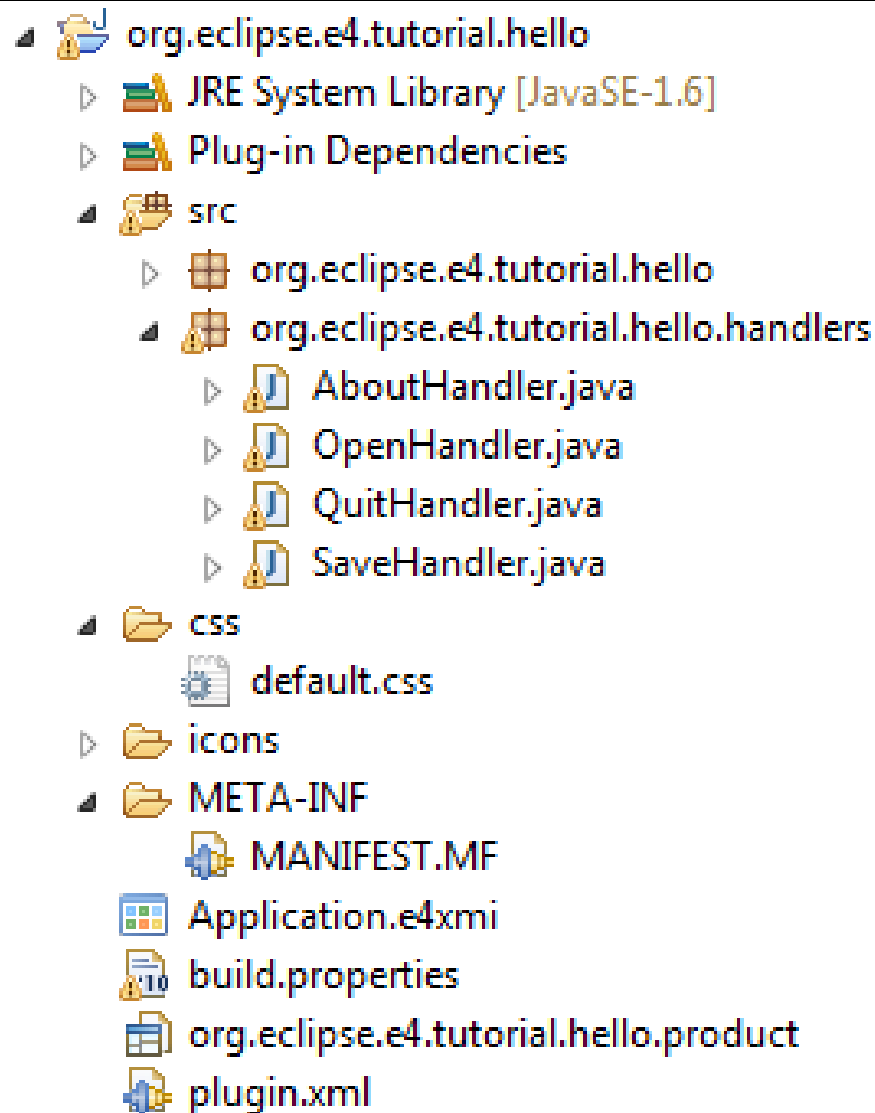 org.eclipse.e4.tutorial.hello
JRE System Library [JavaSE-1.6]
Plug-in Dependencies
src
org.eclipse.e4.tutorial.hello
org.eclipse.e4.tutorial.hello.handlers
AboutHandler.java
OpenHandler.java
QuitHandler.java
SaveHandler.java
css
default.css
icons
META-INF
MANIFEST.MF
Application.e4xmi
build.properties
org.eclipse.e4.tutorial.hello.product
plugin.xml